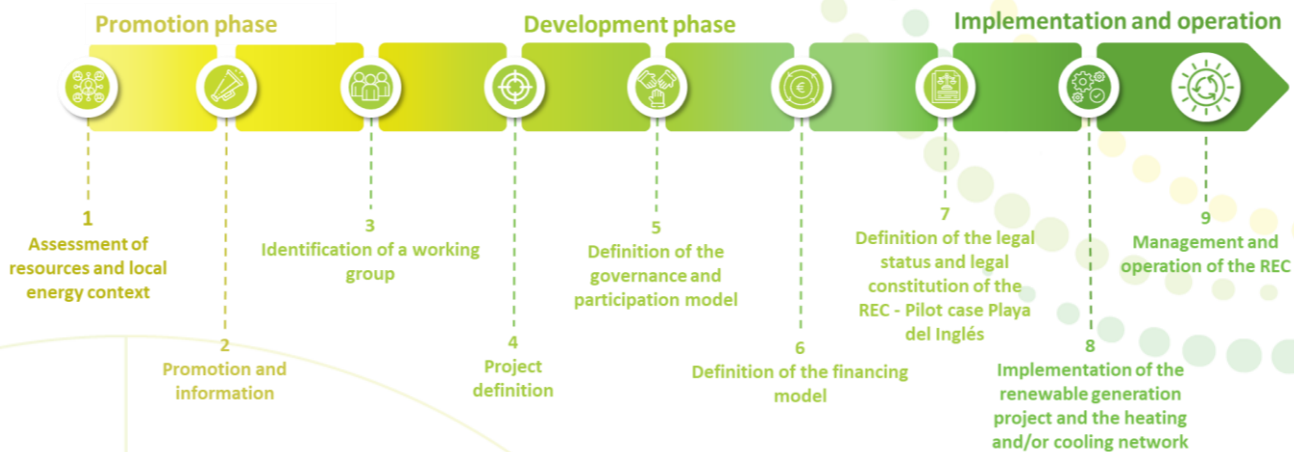 Promotion phase
Development phase
Implementation and operation
1
Assessment of
resources and local
energy context
2
Promotion and
information
3
Identification of a working
group
4
Project
definition
5
Definition of the
governance and
participation model
6
Definition of the financing
model
7
Definition of the legal
status and legal
constitution of the
REC - Pilot case Playa
del Inglés
8
Implementation of the
renewable generation
project and the heating
and/or cooling network
9
Management and
operation of the REC